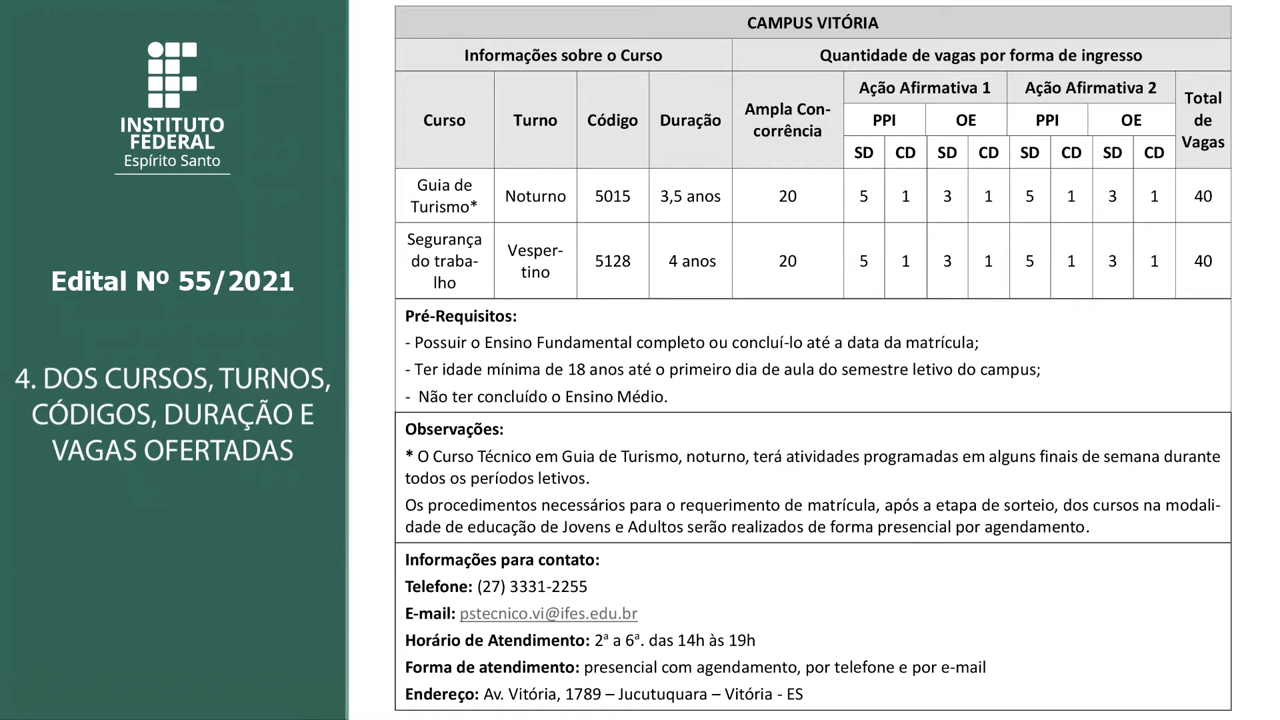 INSTITUTO
FEDERAL
Espírito Santo
Edital Nº 55/2021
4. DOS CURSOS, TURNOS,
CÓDIGOS, DURAÇÃO E
VAGAS OFERTADAS
CAMPUS VITÓRIA
Informações sobre o Curso Quantidade de vagas por forma de ingresso
Curso Turno Código Duração Ampla Con-
corrência Ação Afirmativa 1 Ação Afirmativa 2 Total
de
Vagas
PPI OE PPI OE
SD CD SD CD SD CD SD CD
Guia de
Turismo* Noturno 5015 3,5 anos 20 5 1 3 1 5 1 3 1 40
Segurança
do traba-
lho Vesper-
tino 5128 4 anos 20 5 1 3 1 5 1 3 1 40
Pré-Requisitos:
- Possuir o Ensino Fundamental completo ou concluí-lo até a data da matrícula;
- Ter idade mínima de 18 anos até o primeiro dia de aula do semestre letivo do campus;
- Não ter concluído o Ensino Médio.
Observações:
* O Curso Técnico em Guia de Turismo, noturno, terá atividades programadas em alguns finais de semana durante
todos os períodos letivos.
Os procedimentos necessários para o requerimento de matrícula, após a etapa de sorteio, dos cursos na modali-
dade de educação de Jovens e Adultos serão realizados de forma presencial por agendamento.
Informações para contato:
Telefone: (27) 3331-2255
E-mail: pstecnico.vi@ifes.edu.br
Horário de Atendimento: 2ª a 6ª. das 14h às 19h
Forma de atendimento: presencial com agendamento, por telefone e por e-mail
Endereço: Av. Vitória, 1789 – Jucutuquara – Vitória - ES